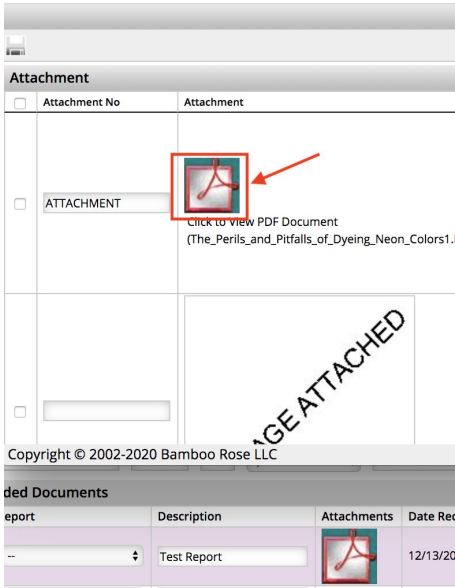 Attachment
Attachment No Attachment
ATTACHMENT
Click to View PDF Document
(The_Perils_and_Pitfalls_of_Dyeing_Neon_Colors1.
AGE ATTACHED
Copyright © 2002-2020 Bamboo Rose LLC
ded Documents
eport Description Attachments Date Rec
-- Test Report 12/13/20